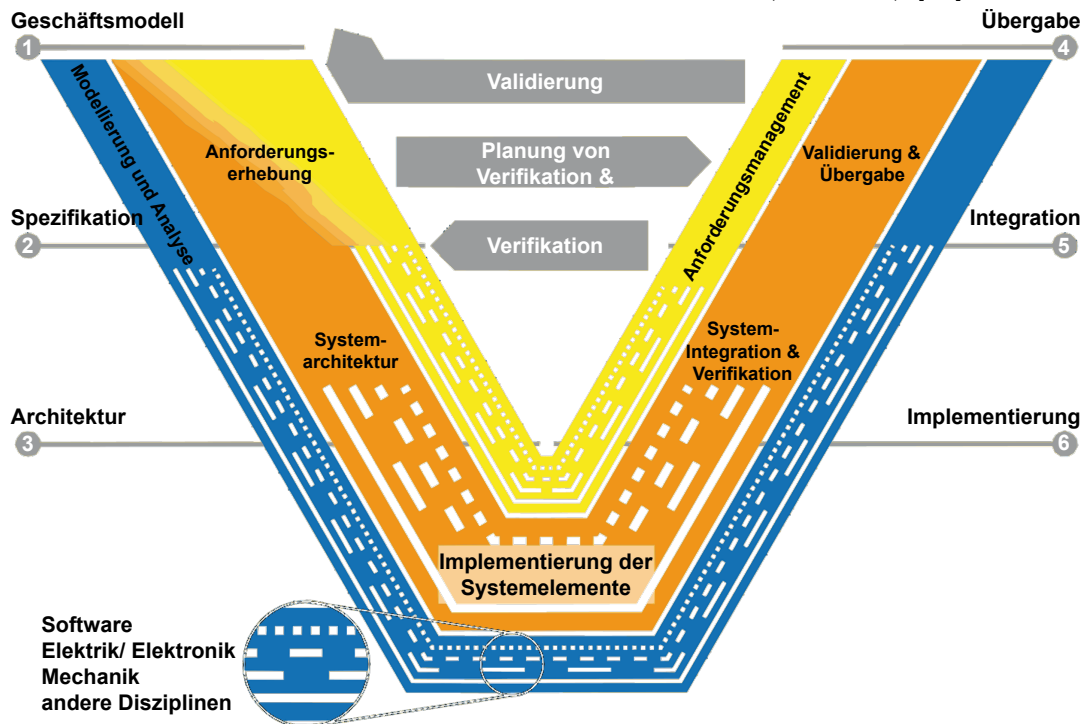 Geschäftsmodell
1
Übergabe
4
Validierung
Modellierung und Analyse
Anforderungs-
erhebung
Planung von
Verifikation &
Anforderungsmanagement
Validierung &
Übergabe
Spezifikation
2
Verifikation
Integration
5
System-
architektur
System-
Integration &
Verifikation
Architektur
3
Implementierung
6
Implementierung der
Systemelemente
Software
Elektrik/ Elektronik
Mechanik
andere Disziplinen